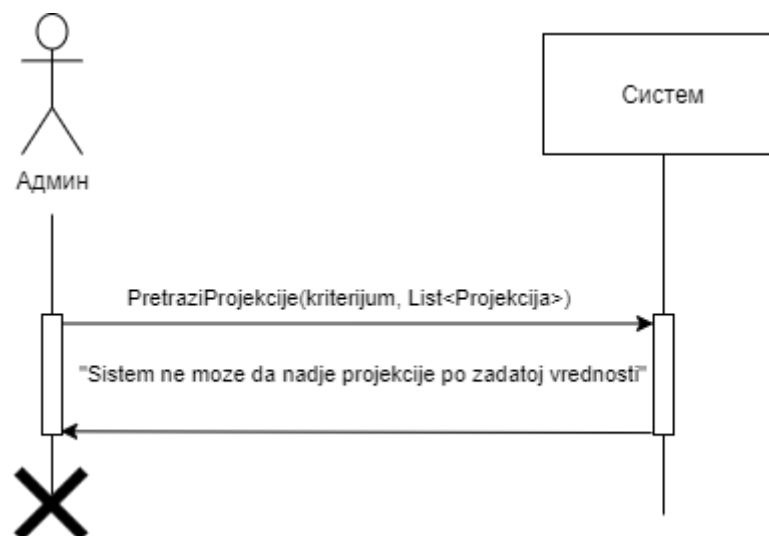 Систем
Админ
PretraziProjekcije(kriterijum, List<Projekcija>)
"Sistem ne moze da nadje projekcije po zadatoj vrednosti"